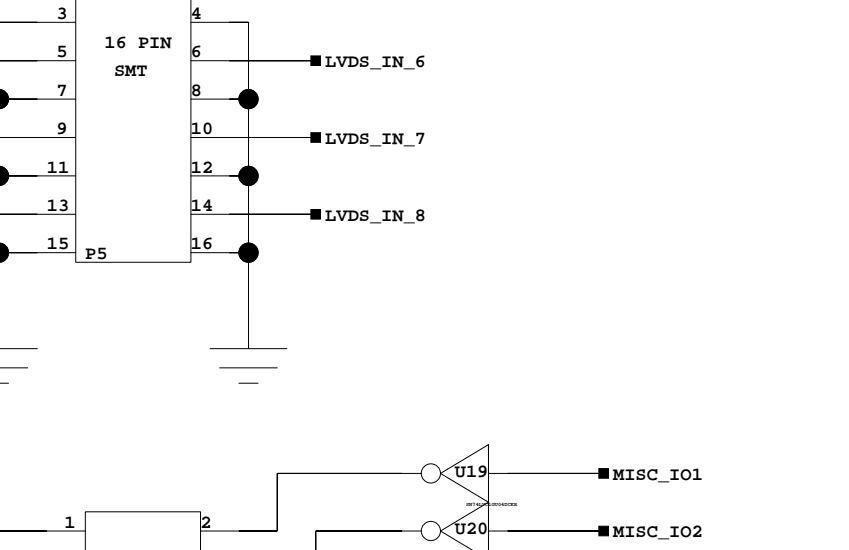 3 4
16 PIN
5 6 LVDS_IN_6
SMT
7 8
9 10 LVDS_IN_7
11 12
13 14 LVDS_IN_8
15 16
P5
U19 MISC_IO1
1 2 U20 MISC_IO2